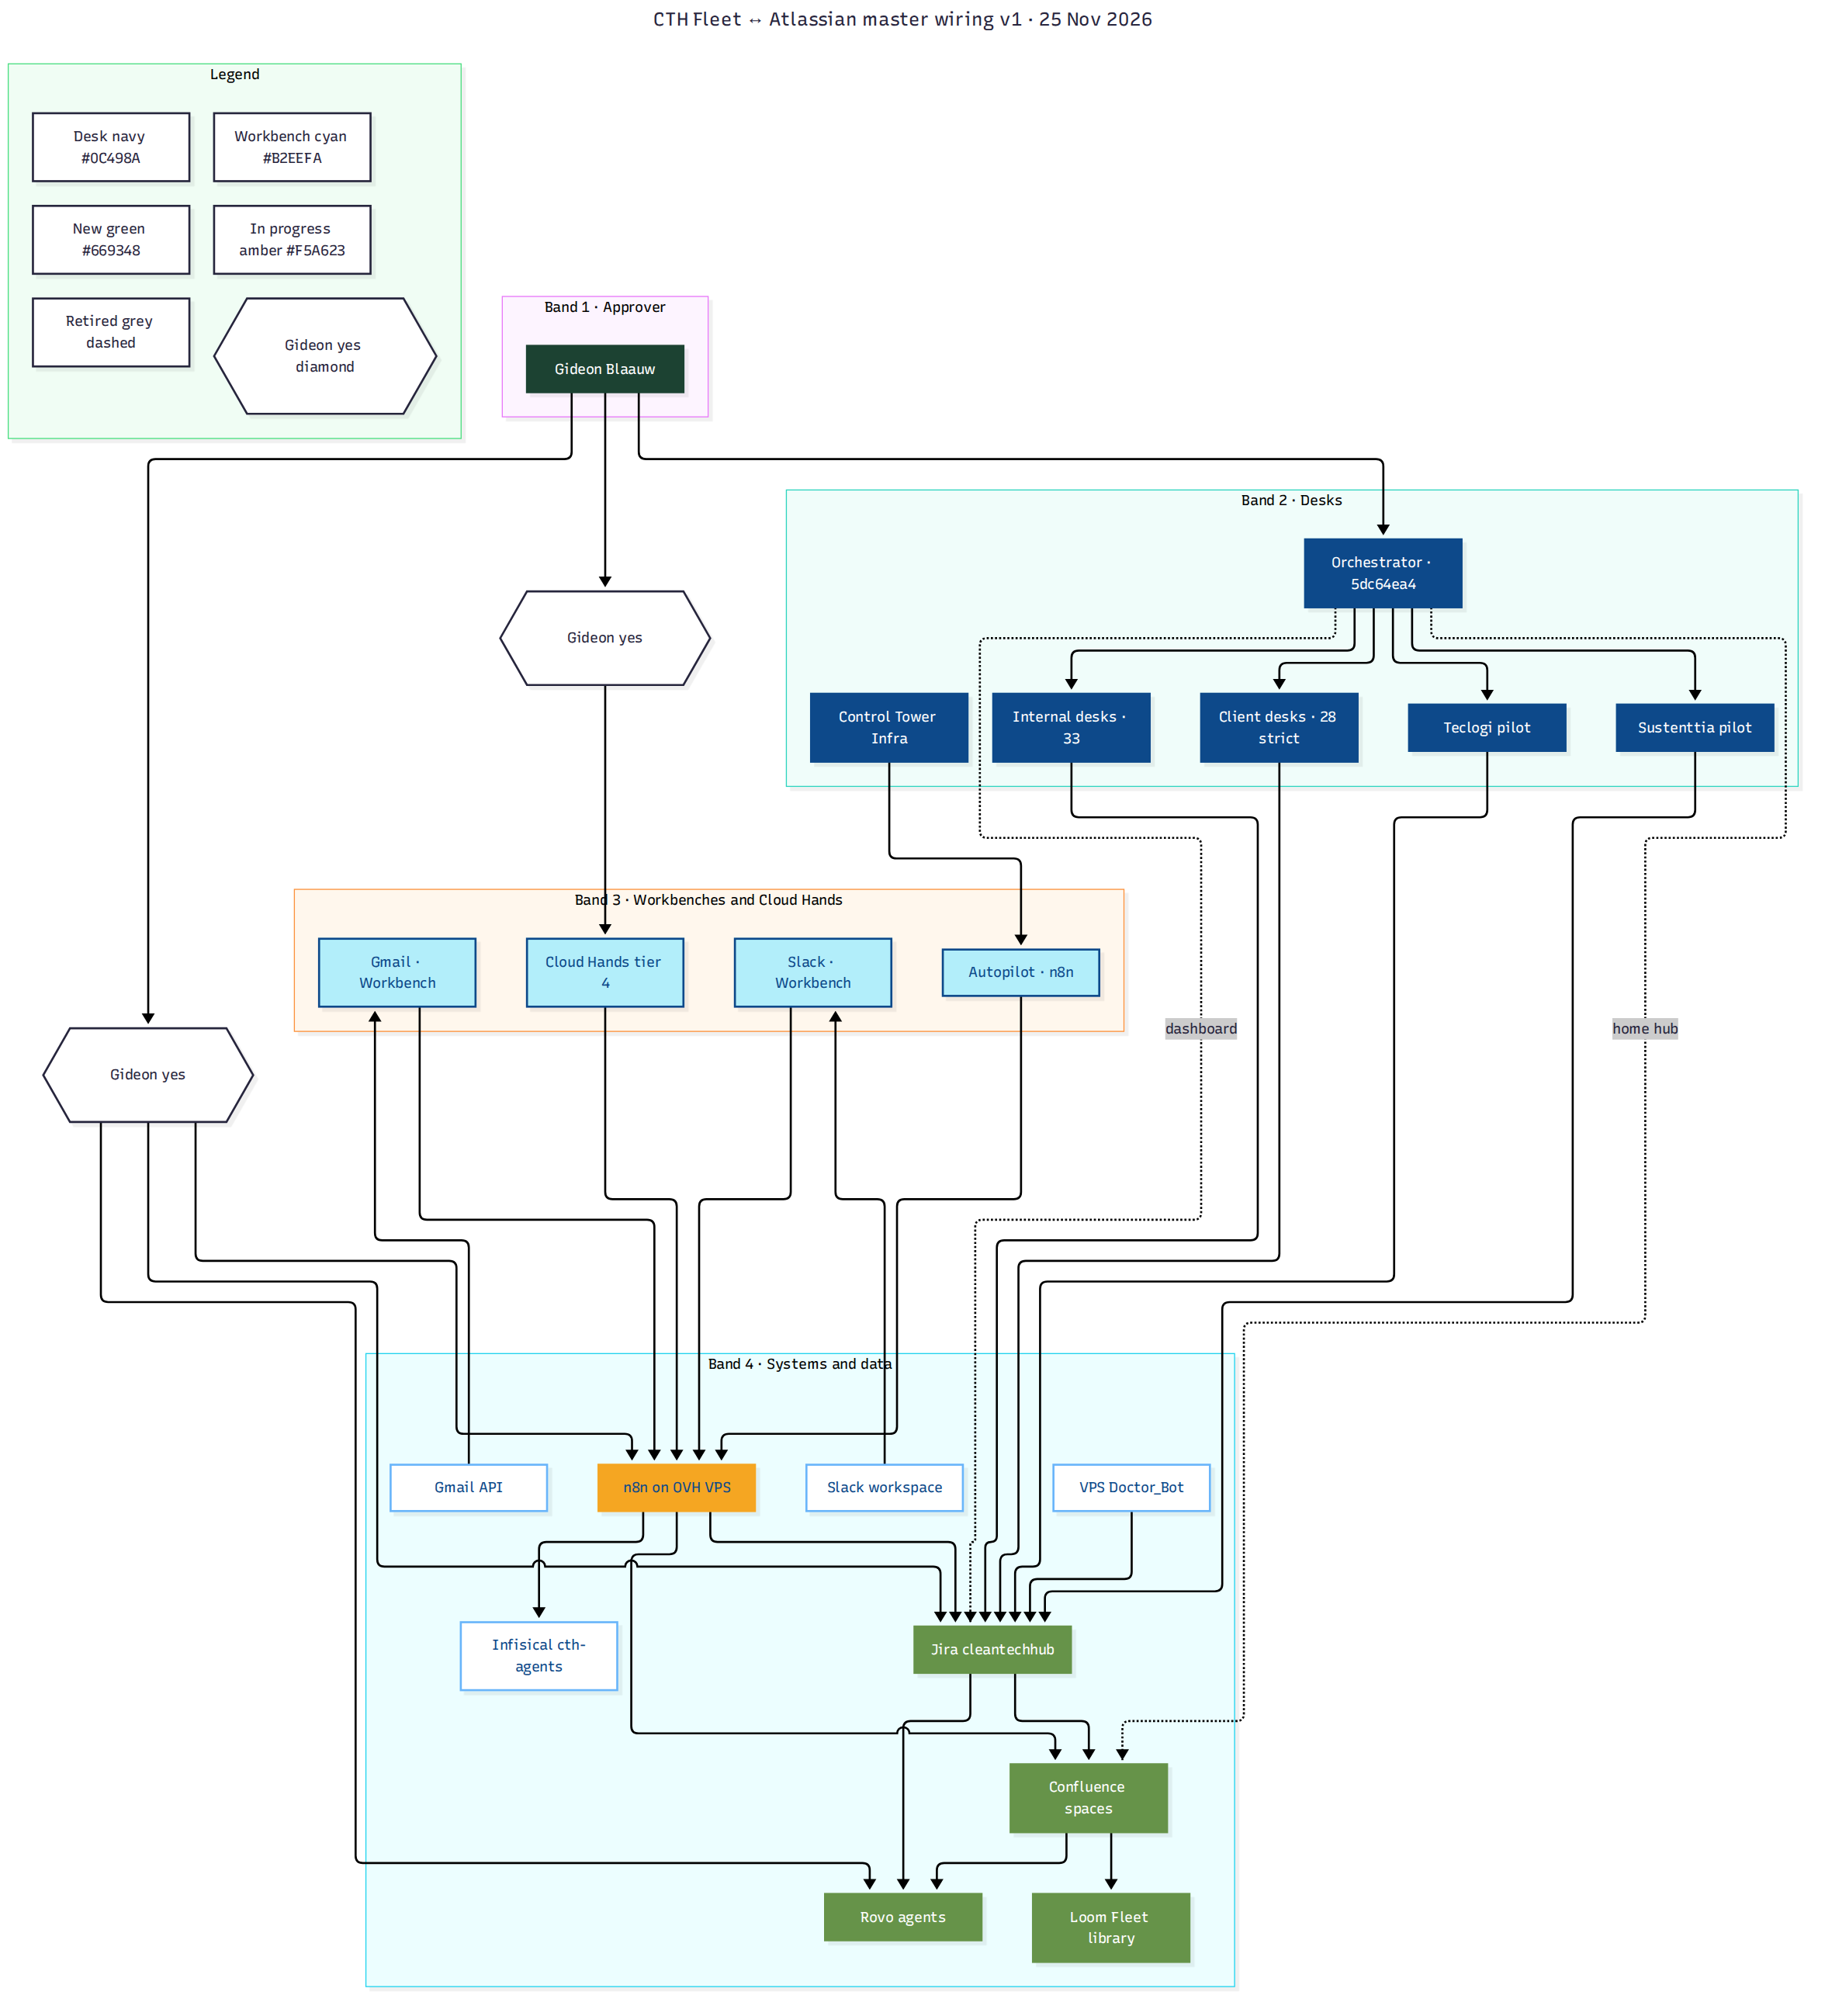 CTH Fleet ↔ Atlassian master wiring v1 · 25 Nov 2026
Legend
Desk navy
#0C498A
Workbench cyan
#B2EEFA
New green
#669348
In progress
amber #F5A623
Retired grey
dashed
Gideon yes
diamond
Band 1 · Approver
Gideon Blaauw
Band 2 · Desks
Orchestrator ·
5dc64ea4
Gideon yes
Control Tower
Infra
Internal desks ·
33
Client desks · 28
strict
Teclogi pilot
Sustenttia pilot
Band 3 · Workbenches and Cloud Hands
Gmail ·
Workbench
Cloud Hands tier
4
Slack ·
Workbench
Autopilot · n8n
dashboard
home hub
Gideon yes
Band 4 · Systems and data
Gmail API
n8n on OVH VPS
Slack workspace
VPS Doctor_Bot
Infisical cth-
agents
Jira cleantechhub
Confluence
spaces
Rovo agents
Loom Fleet
library